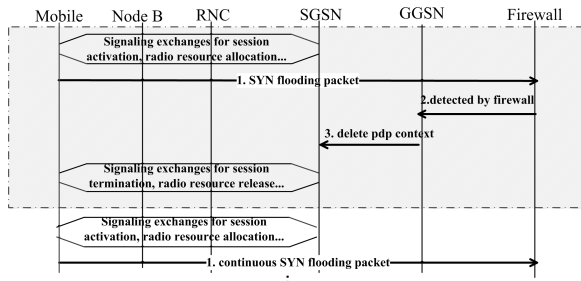 Mobile Node B RNC SGSN GGSN Firewall
Signaling exchanges for session
activation, radio resource allocation...
1. SYN flooding packet
2.detected by firewall
3. delete pdp context
Signaling exchanges for session
termination, radio resource release...
Signaling exchanges for session
activation, radio resource allocation...
1. continuous SYN flooding packet